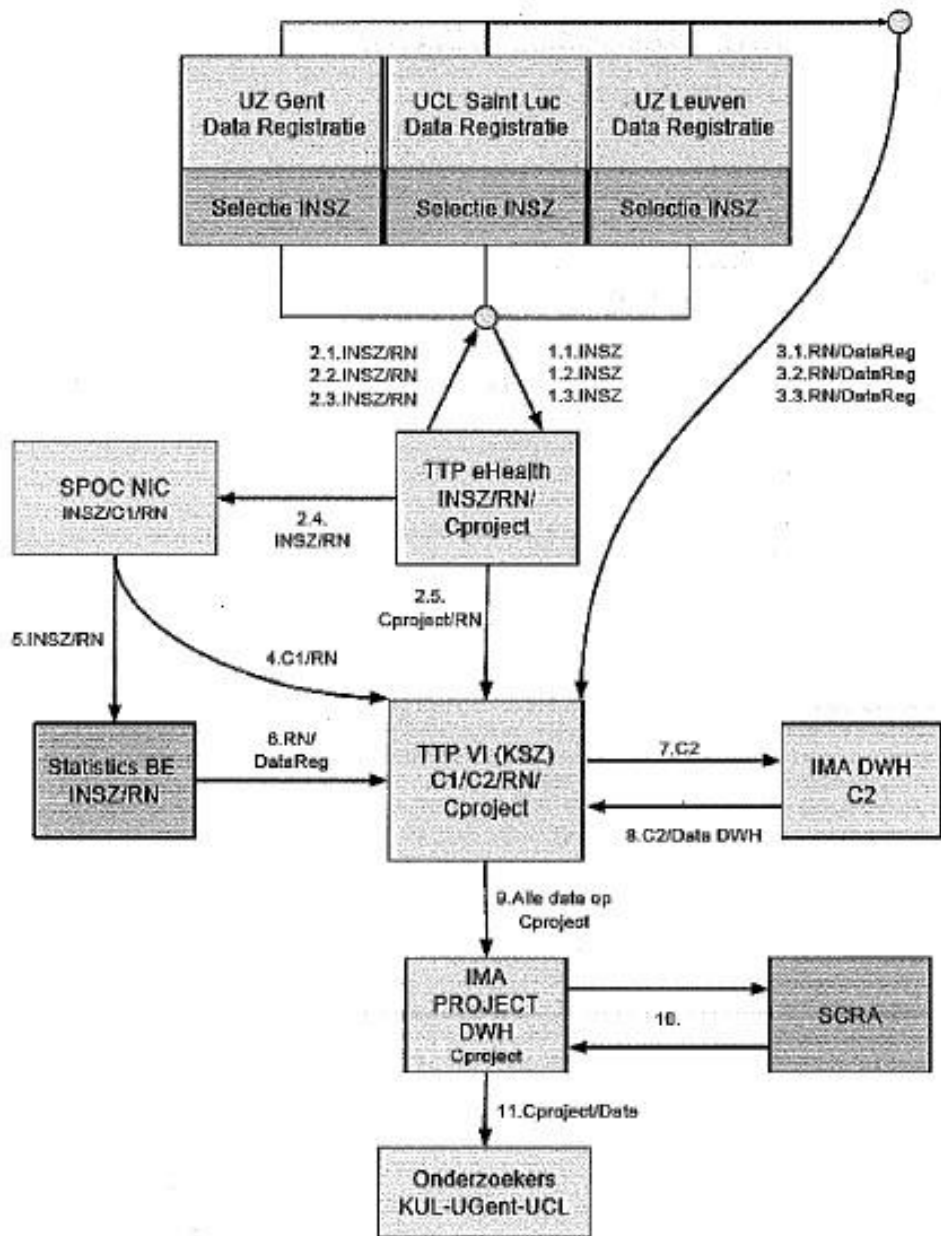 UZ Gent
Data Registratie
UCL Saint Luc
Data Registratie
UZ Leuven
Data Registratie
Selectie INSZ
Selectie INSZ
Selectie INSZ
2.1.INSZ/RN
2.2.INSZ/RN
2.3.INSZ/RN
1.1.INSZ
1.2.INSZ
1.3.INSZ
3.1.RN/DataReg
3.2.RN/DataReg
3.3.RN/DataReg
SPOC NIC
INSZ/C1/RN
2.4.
INSZ/RN
TTP eHealth
INSZ/RN/
Cproject
2.5.
Cproject/RN
5.INSZ/RN
4.C1/RN
Statistics BE
INSZ/RN
6.RN/
DataReg
TTP VI (KSZ)
C1/C2/RN/
Cproject
7.C2
8.C2/Data DWH
IMA DWH
C2
9.Alle data op
Cproject
IMA
PROJECT
DWH
Cproject
10.
SCRA
11.Cproject/Data
Onderzoekers
KUL-UGent-UCL